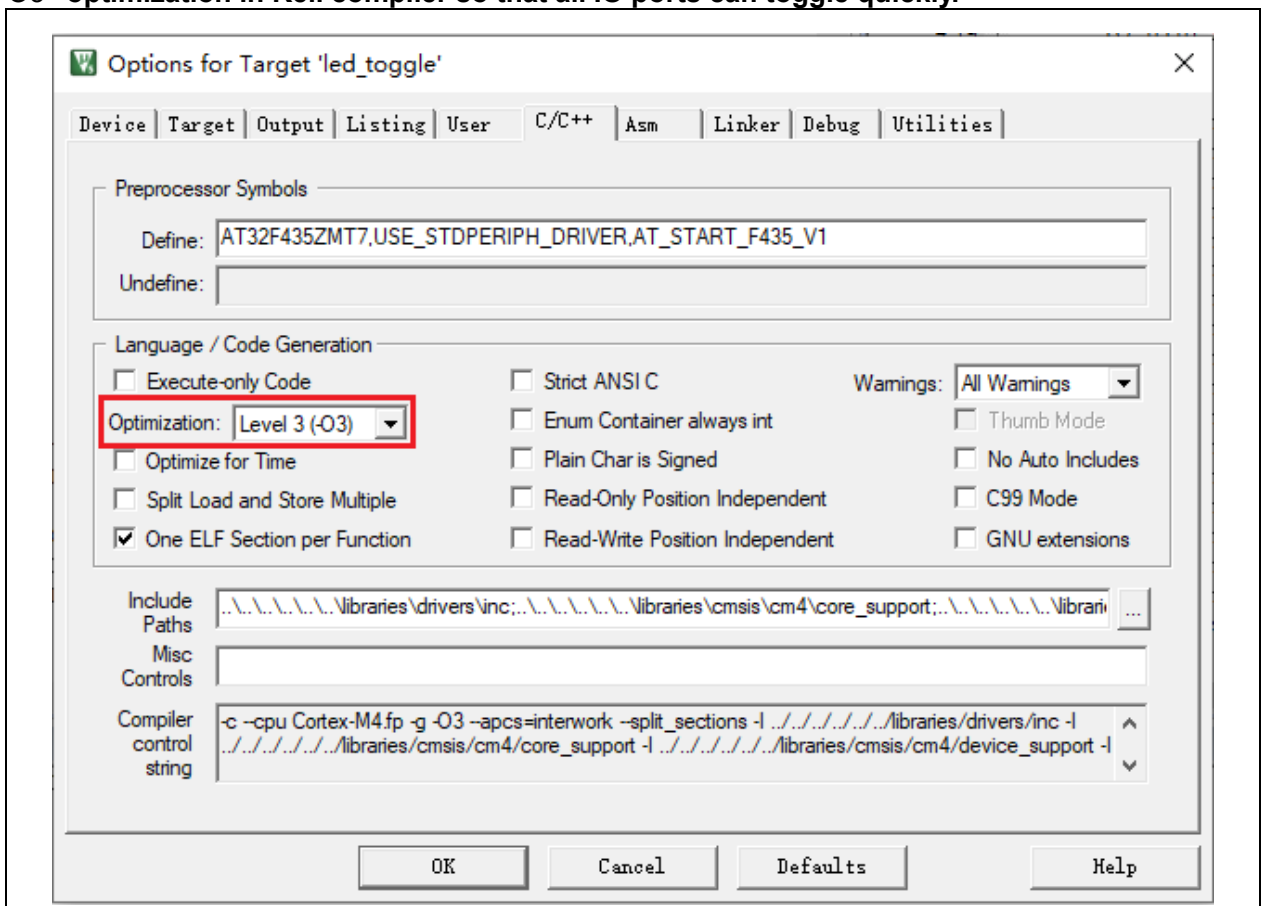 Options for Target 'led_toggle'
Device Target Output Listing User C/C++ Asm Linker Debug Utilities
Preprocessor Symbols
Define: AT32F435ZMT7,USE_STDPERIPH_DRIVER,AT_START_F435_V1
Undefine:
Language / Code Generation
Execute-only Code Strict ANSI C Warnings: All Warnings
Optimization: Level 3 (-O3) Enum Container always int Thumb Mode
Optimize for Time Plain Char is Signed No Auto Includes
Split Load and Store Multiple Read-Only Position Independent C99 Mode
One ELF Section per Function Read-Write Position Independent GNU extensions
Include Paths ..\..\..\..\..\..\libraries\drivers\inc;..\..\..\..\..\..\libraries\cmsis\cm4\core_support;..\..\..\..\..\..\librari ...
Misc Controls
Compiler control string -c --cpu Cortex-M4.fp -g -O3 --apcs=interwork --split_sections -I ../../../../../../libraries/drivers/inc -I
../../../../../../libraries/cmsis/cm4/core_support -I ../../../../../../libraries/cmsis/cm4/device_support -I
OK Cancel Defaults Help